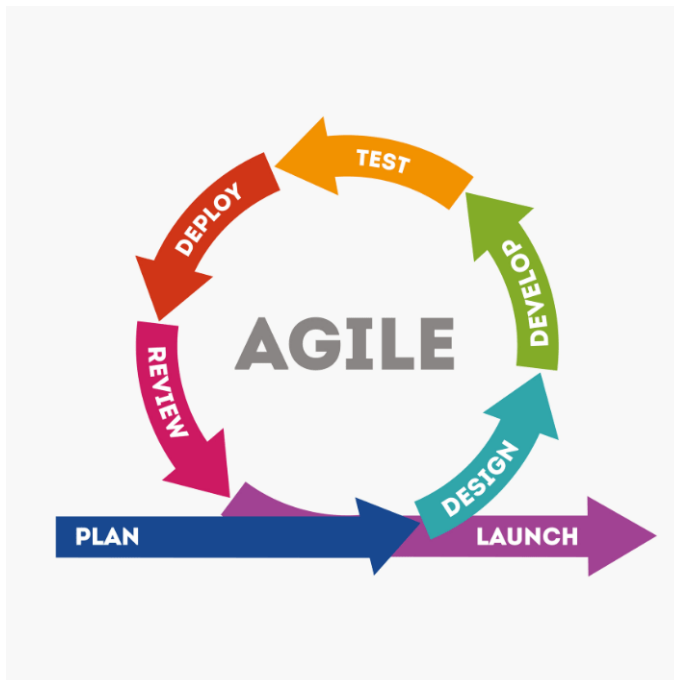 TEST
DEPLOY
DEVELOP
AGILE
REVIEW
DESIGN
PLAN
LAUNCH